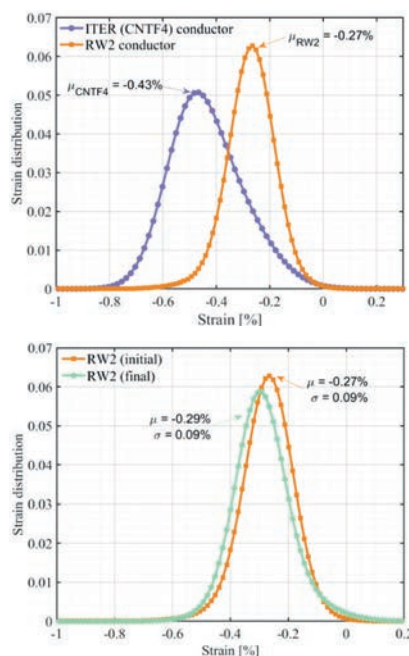 0.07
ITER (CNTF4) conductor
RW2 conductor
μRW2 = -0.27%
0.06
μCNTF4 = -0.43%
0.05
0.04
0.03
0.02
0.01
0
Strain distribution
-1 -0.8 -0.6 -0.4 -0.2 0
Strain [%]
0.07
RW2 (initial)
RW2 (final)
0.06
μ = -0.27%
σ = 0.09%
μ = -0.29%
σ = 0.09%
0.05
0.04
0.03
0.02
0.01
0
Strain distribution
-1 -0.8 -0.6 -0.4 -0.2 0 0.2
Strain [%]